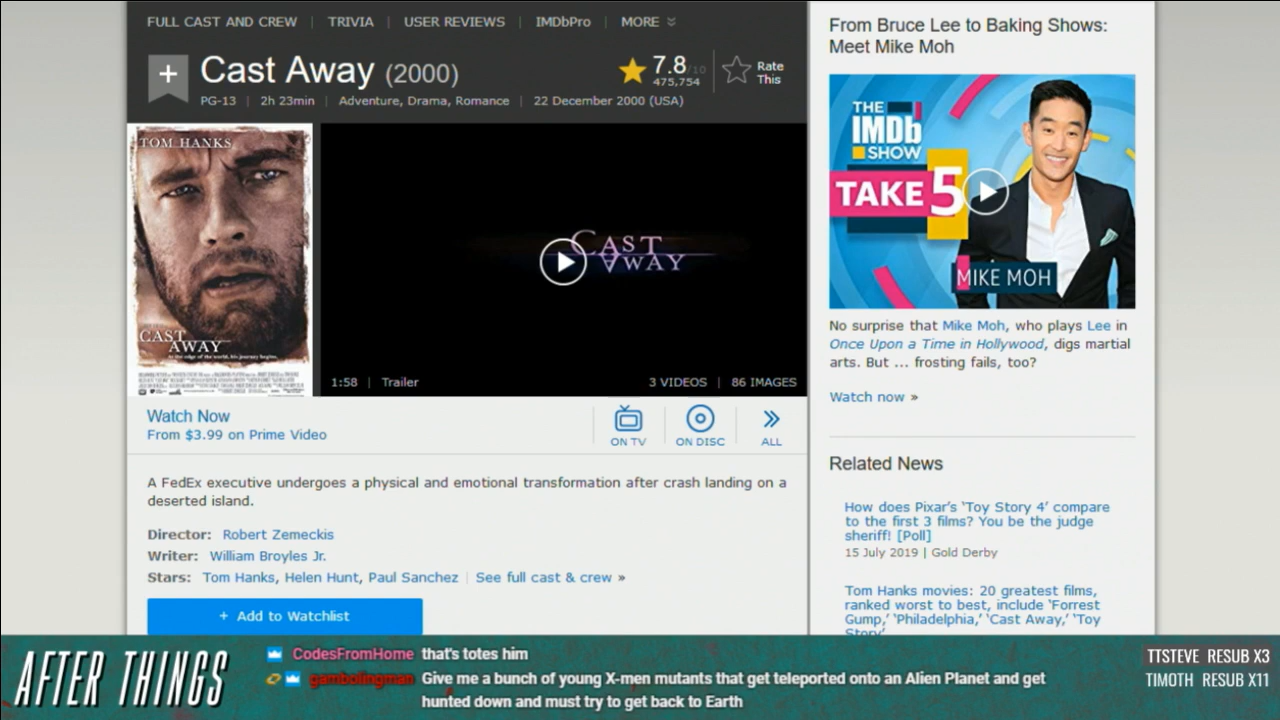 FULL CAST AND CREW | TRIVIA | USER REVIEWS | IMDbPro | MORE
+ Cast Away (2000)
7.8/10
475,754
Rate
This
PG-13 | 2h 23min | Adventure, Drama, Romance | 22 December 2000 (USA)
TOM HANKS
CAST
AWAY
At the edge of the world, his journey begins.
CAST
AWAY
1:58 | Trailer
3 VIDEOS | 86 IMAGES
Watch Now
From $3.99 on Prime Video
ON TV
ON DISC
ALL
A FedEx executive undergoes a physical and emotional transformation after crash landing on a
deserted island.
Director: Robert Zemeckis
Writer: William Broyles Jr.
Stars: Tom Hanks, Helen Hunt, Paul Sanchez | See full cast & crew »
+ Add to Watchlist
From Bruce Lee to Baking Shows:
Meet Mike Moh
THE
IMDb
SHOW
TAKE 5
MIKE MOH
No surprise that Mike Moh, who plays Lee in
Once Upon a Time in Hollywood, digs martial
arts. But ... frosting fails, too?
Watch now »
Related News
How does Pixar's 'Toy Story 4' compare
to the first 3 films? You be the judge
sheriff! [Poll]
15 July 2019 | Gold Derby
Tom Hanks movies: 20 greatest films,
ranked worst to best, include 'Forrest
Gump,' 'Philadelphia,' 'Cast Away,' 'Toy
Story'
AFTER THINGS
CodesFromHome that's totes him
gambolingman Give me a bunch of young X-men mutants that get teleported onto an Alien Planet and get
hunted down and must try to get back to Earth
TTSTEVE RESUB X3
TIMOTH RESUB X11